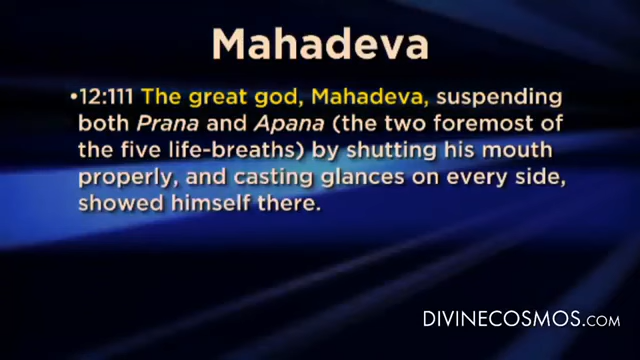 Mahadeva
•12:111 The great god, Mahadeva, suspending
both Prana and Apana (the two foremost of
the five life-breaths) by shutting his mouth
properly, and casting glances on every side,
showed himself there.
DIVINECOSMOS.COM